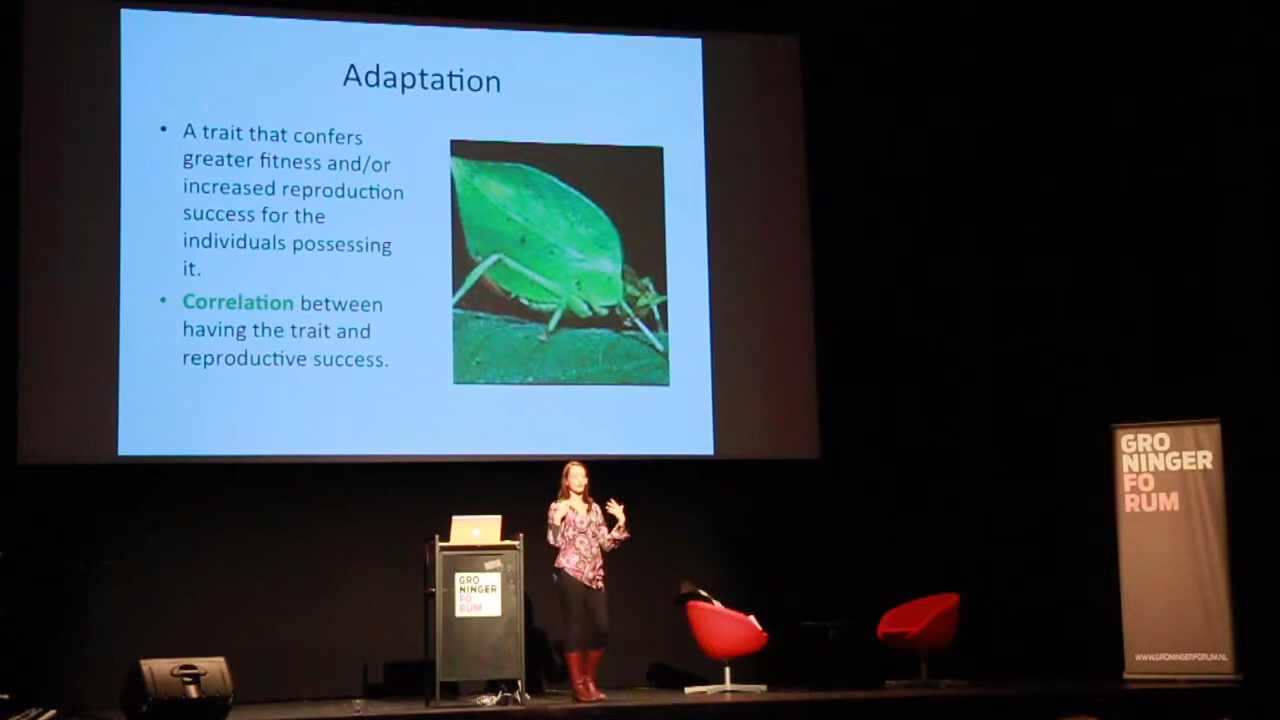 Adaptation
• A trait that confers
greater fitness and/or
increased reproduction
success for the
individuals possessing
it.
• Correlation between
having the trait and
reproductive success.
GRO
NINGER
FO
RUM
GRO
NINGER
FO
RUM
WWW.GRONINGERFORUM.NL